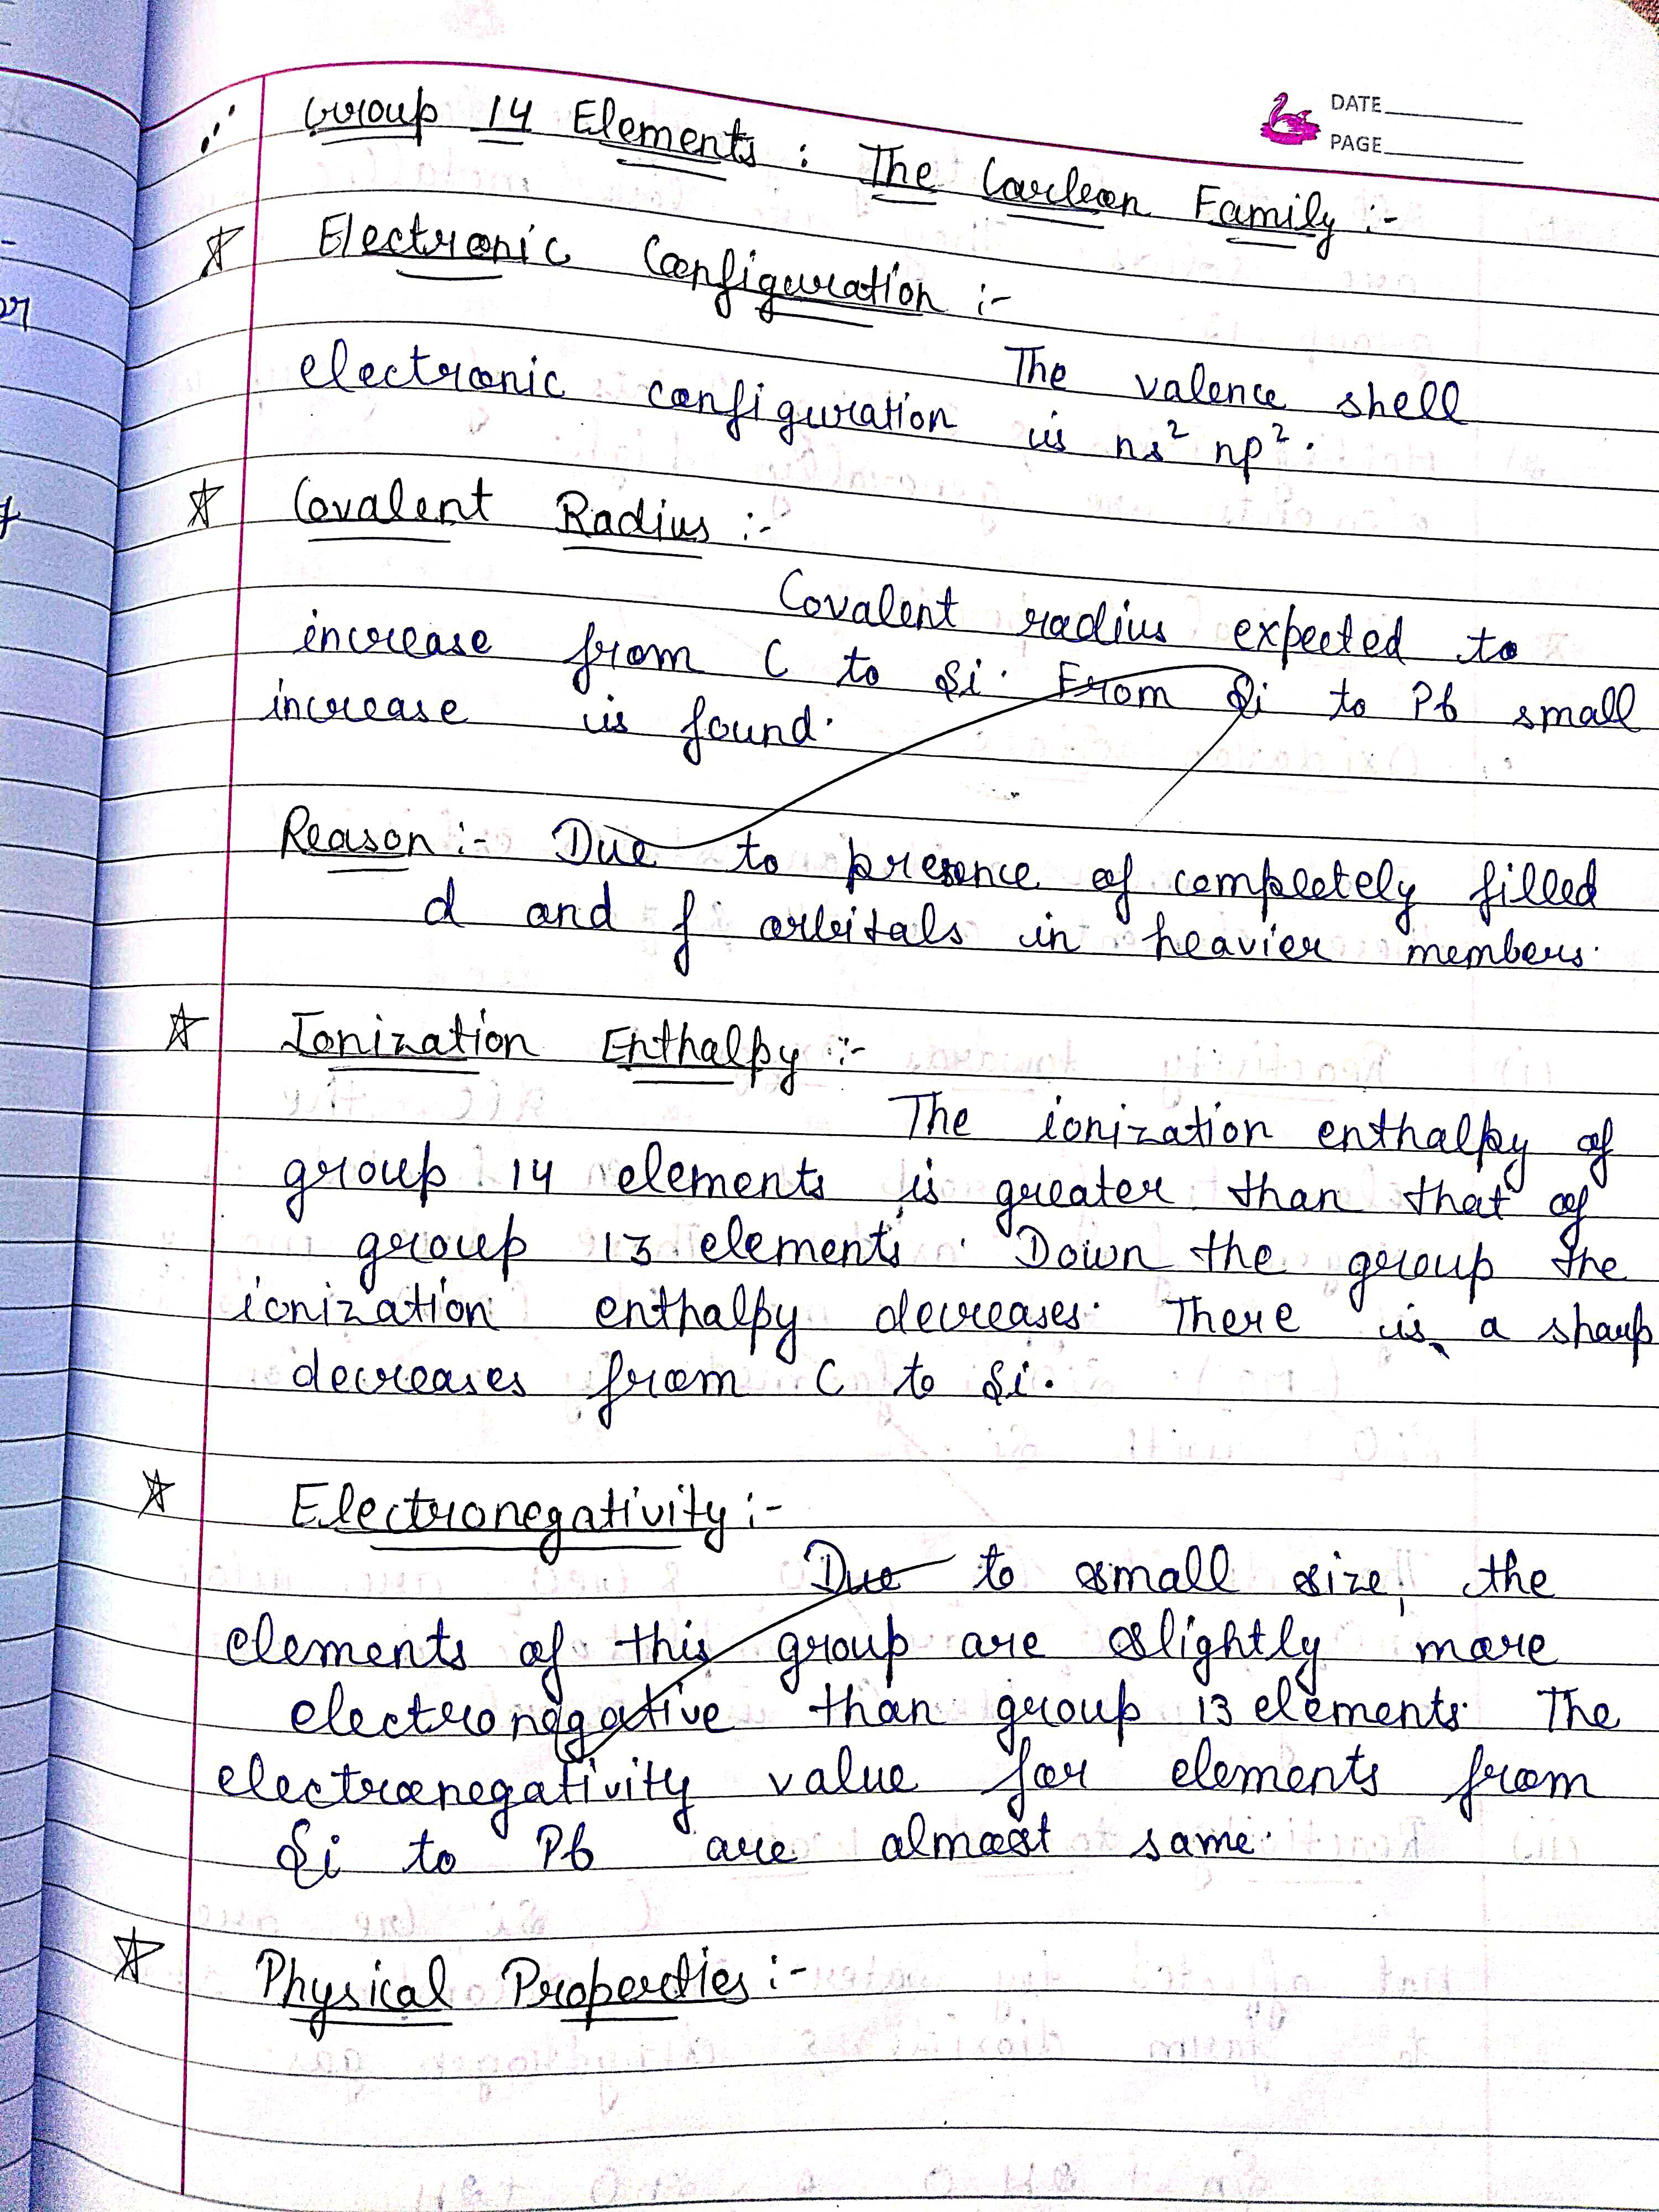 DATE
PAGE
Group 14 Elements : The Carbon Family :-
Electronic Configuration :-
The valence shell
electronic configuration is ns² np².
Covalent Radius :-
Covalent radius expected to
increase from C to Si. From Si to Pb small
increase is found.
Reason :- Due to presence of completely filled
d and f orbitals in heavier members.
Ionization Enthalpy :-
The ionization enthalpy of
group 14 elements is greater than that of
group 13 elements. Down the group the
ionization enthalpy decreases. There is a sharp
decreases from C to Si.
Electronegativity :-
Due to small size, the
elements of this group are slightly more
electronegative than group 13 elements. The
electronegativity value for elements from
Si to Pb are almost same.
Physical Properties :-